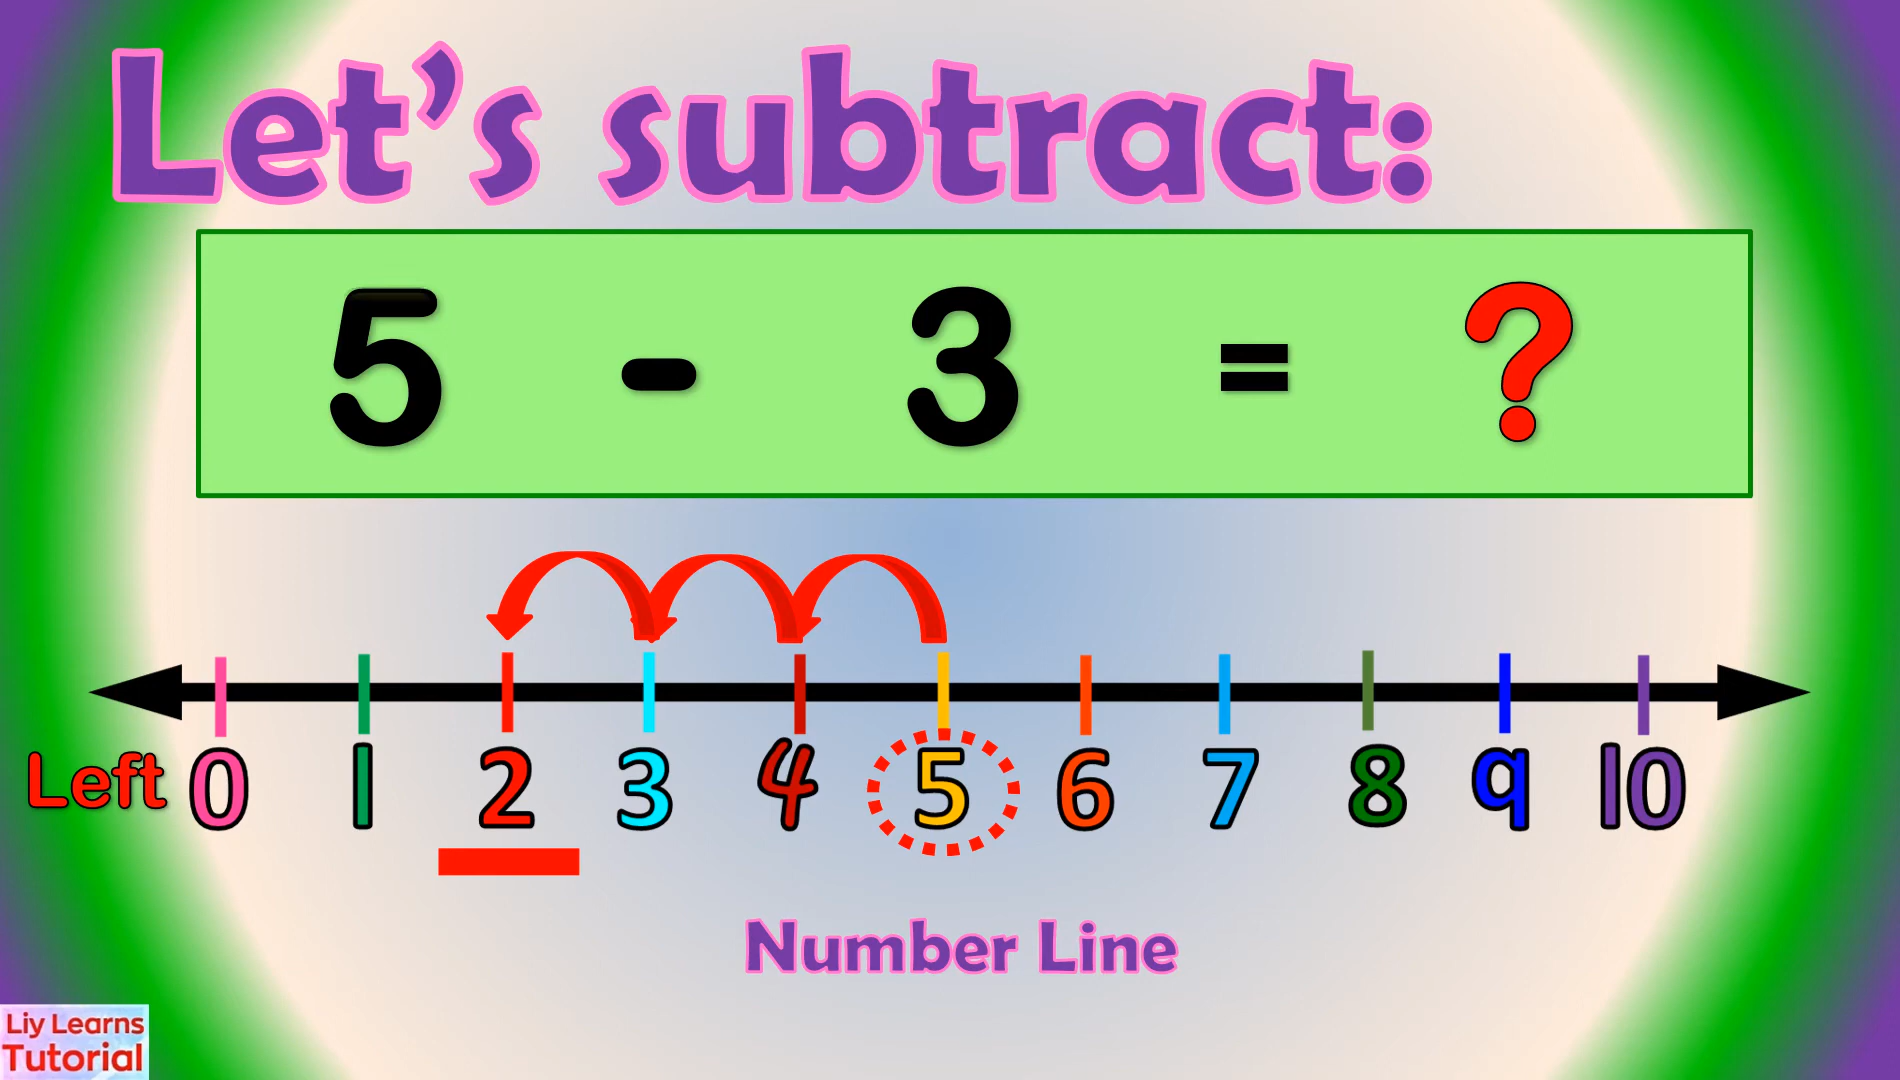 Let's subtract:
5 - 3 = ?
Left 0 1 2 3 4 5 6 7 8 9 10
Number Line
Liy Learns
Tutorial